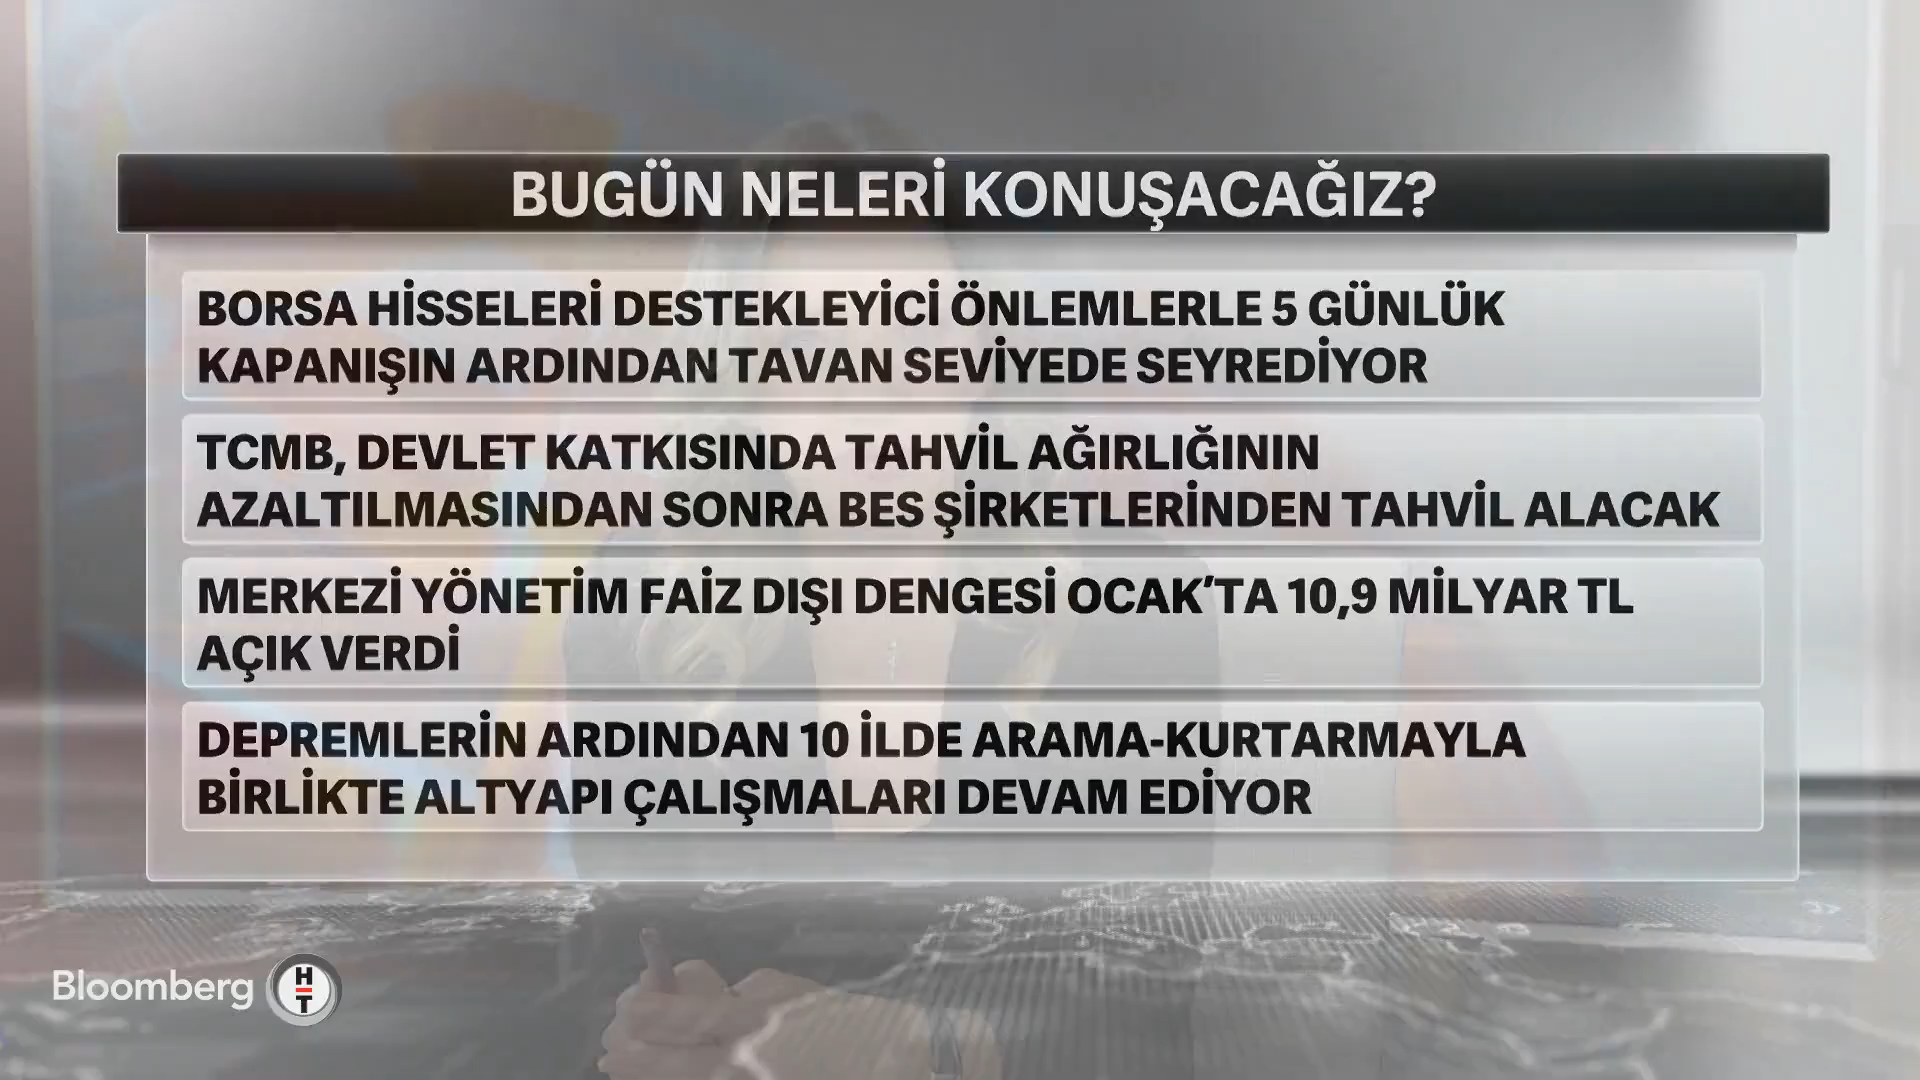 BUGÜN NELERİ KONUŞACAĞIZ?
BORSA HİSSELERİ DESTEKLEYİCİ ÖNLEMLERLE 5 GÜNLÜK
KAPANIŞIN ARDINDAN TAVAN SEVİYEDE SEYREDİYOR
TCMB, DEVLET KATKISINDA TAHVİL AĞIRLIĞININ
AZALTILMASINDAN SONRA BES ŞİRKETLERİNDEN TAHVİL ALACAK
MERKEZİ YÖNETİM FAİZ DIŞI DENGESİ OCAK'TA 10,9 MİLYAR TL
AÇIK VERDİ
DEPREMLERİN ARDINDAN 10 İLDE ARAMA-KURTARMAYLA
BİRLİKTE ALTYAPI ÇALIŞMALARI DEVAM EDİYOR
Bloomberg HT